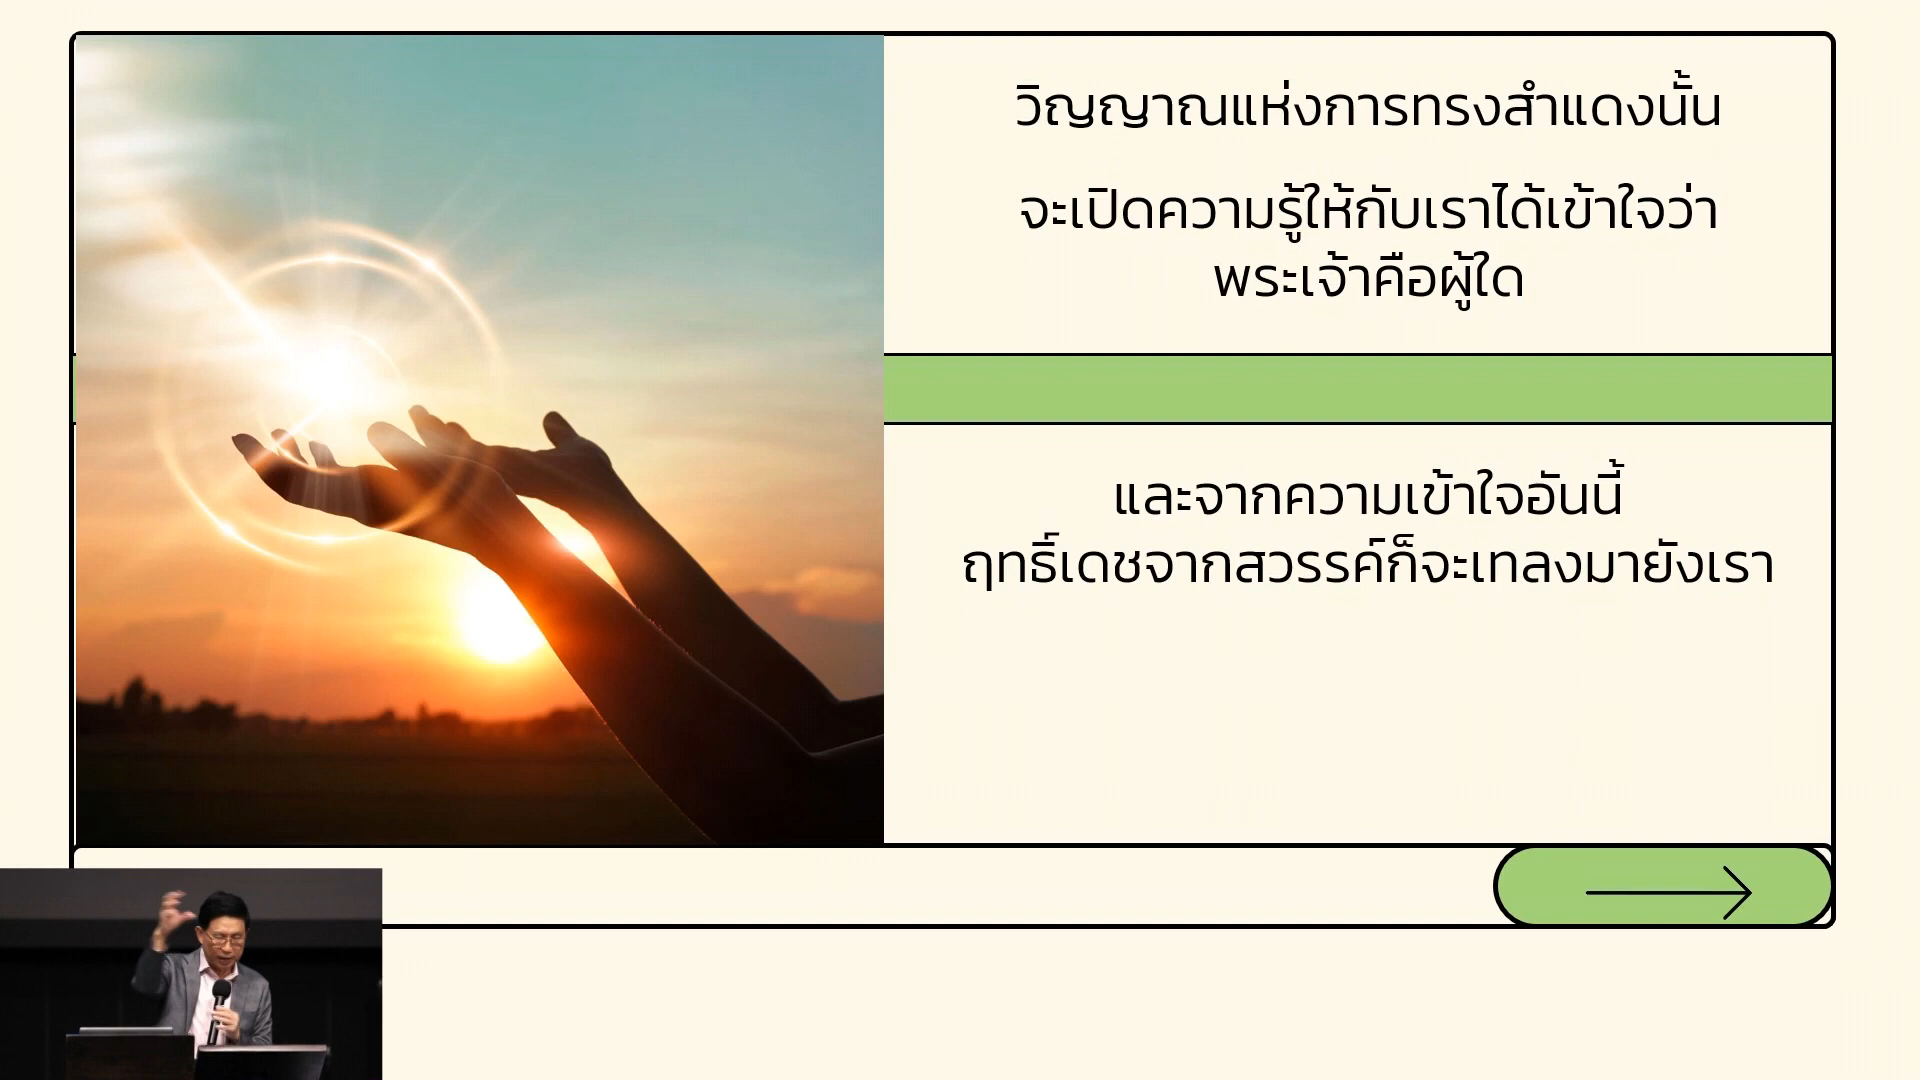 วิญญาณแห่งการทรงสำแดงนั้น
จะเปิดความรู้ให้กับเราได้เข้าใจว่า
พระเจ้าคือผู้ใด
และจากความเข้าใจอันนี้
ฤทธิ์เดชจากสวรรค์ก็จะเทลงมายังเรา